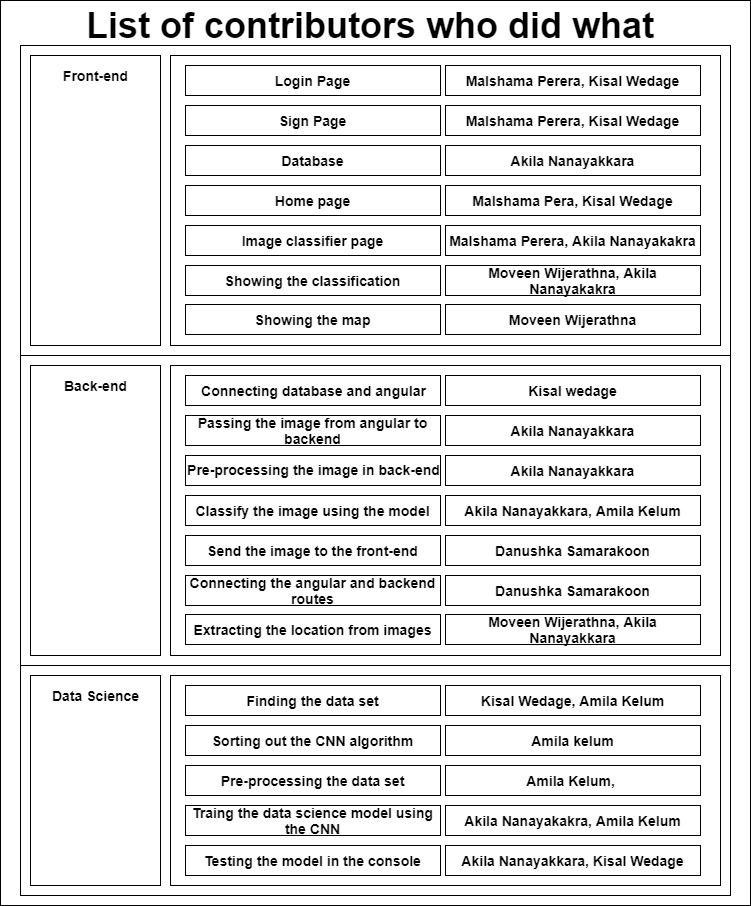 List of contributors who did what
Front-end
Login Page
Malshama Perera, Kisal Wedage
Sign Page
Malshama Perera, Kisal Wedage
Database
Akila Nanayakkara
Home page
Malshama Pera, Kisal Wedage
Image classifier page
Malshama Perera, Akila Nanayakakra
Showing the classification
Moveen Wijerathna, Akila
Nanayakakra
Showing the map
Moveen Wijerathna
Back-end
Connecting database and angular
Kisal wedage
Passing the image from angular to
backend
Akila Nanayakkara
Pre-processing the image in back-end
Akila Nanayakkara
Classify the image using the model
Akila Nanayakkara, Amila Kelum
Send the image to the front-end
Danushka Samarakoon
Connecting the angular and backend
routes
Danushka Samarakoon
Extracting the location from images
Moveen Wijerathna, Akila
Nanayakkara
Data Science
Finding the data set
Kisal Wedage, Amila Kelum
Sorting out the CNN algorithm
Amila kelum
Pre-processing the data set
Amila Kelum,
Traing the data science model using
the CNN
Akila Nanayakakra, Amila Kelum
Testing the model in the console
Akila Nanayakkara, Kisal Wedage